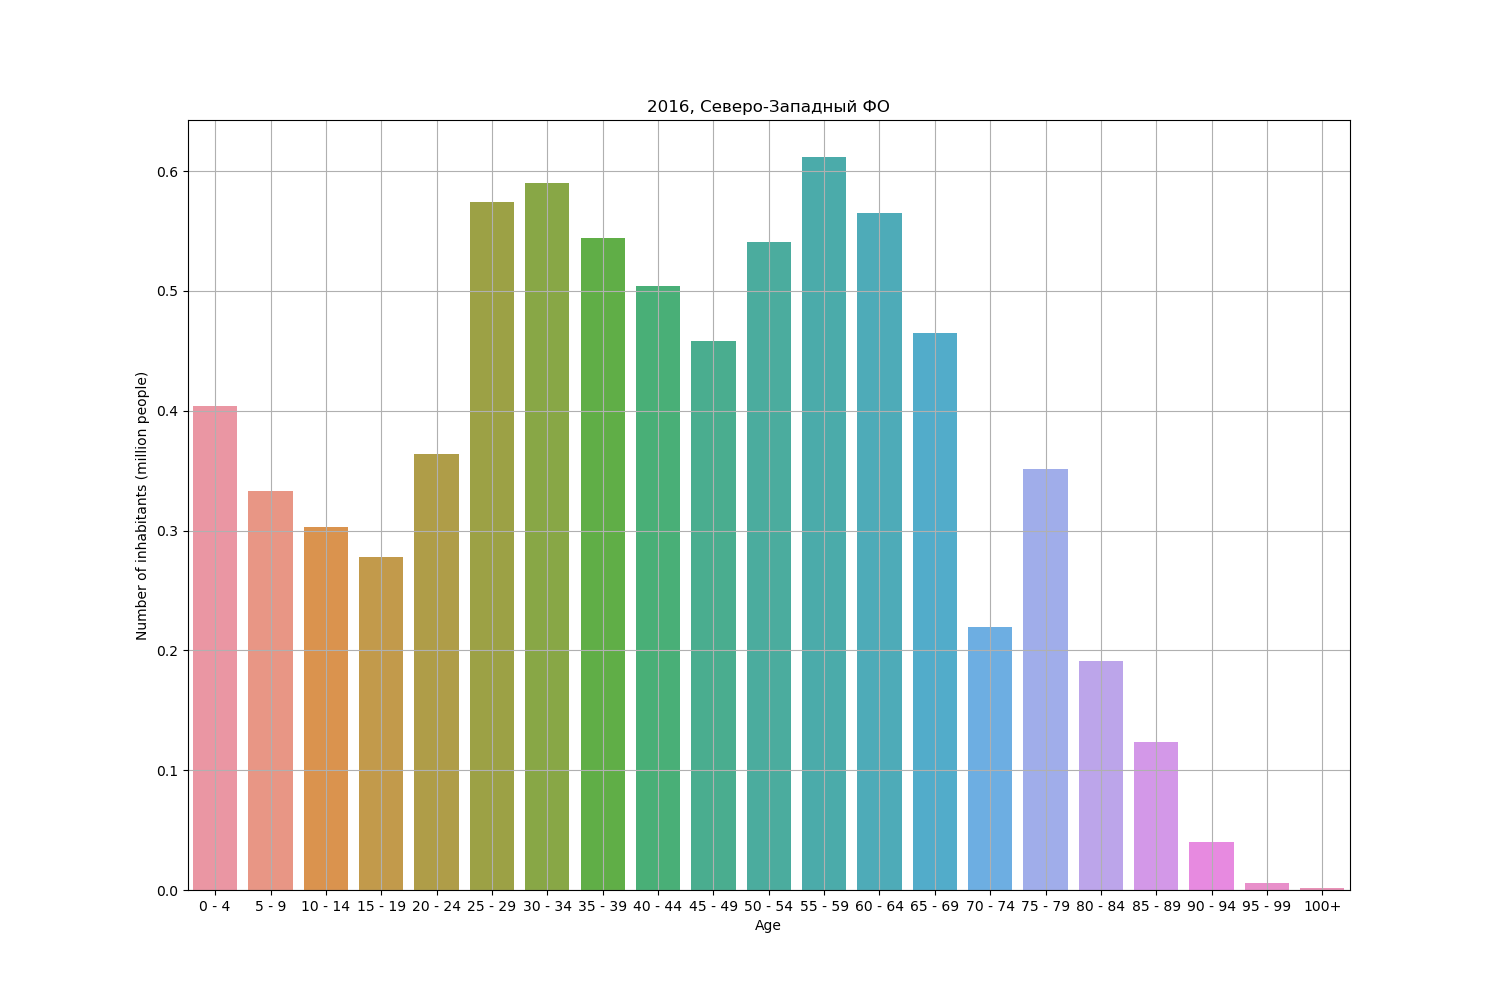 2016, Северо-Западный ФО
Number of inhabitants (million people)
0.6
0.5
0.4
0.3
0.2
0.1
0.0
0 - 4 5 - 9 10 - 14 15 - 19 20 - 24 25 - 29 30 - 34 35 - 39 40 - 44 45 - 49 50 - 54 55 - 59 60 - 64 65 - 69 70 - 74 75 - 79 80 - 84 85 - 89 90 - 94 95 - 99 100+
Age